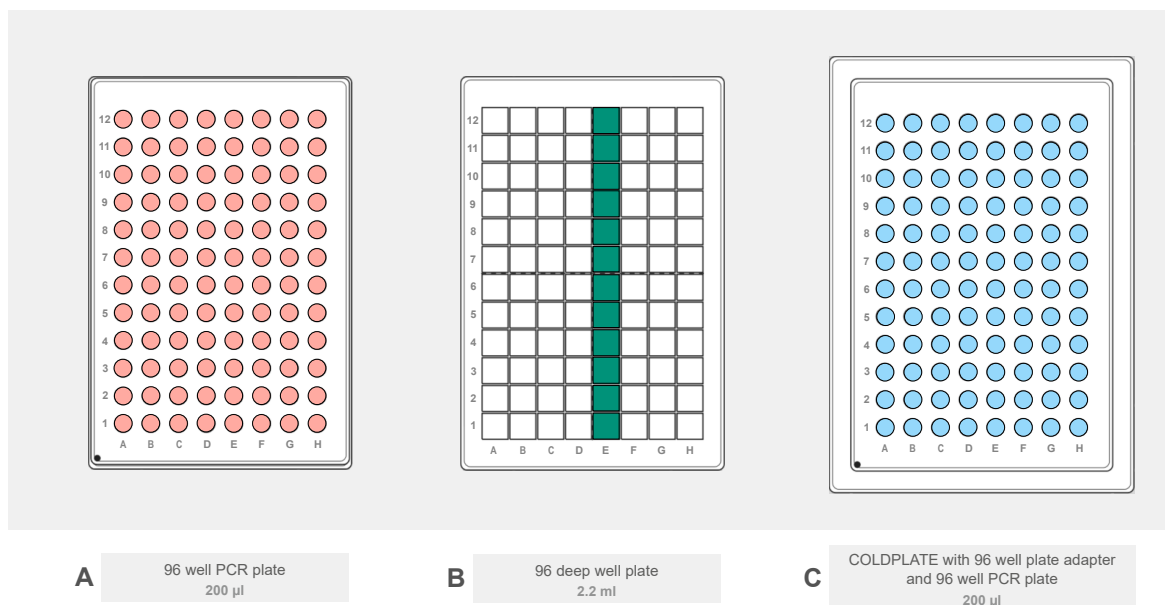 12
11
10
9
8
7
6
5
4
3
2
1
A B C D E F G H
12
11
10
9
8
7
6
5
4
3
2
1
A B C D E F G H
12
11
10
9
8
7
6
5
4
3
2
1
A B C D E F G H
A
96 well PCR plate
200 µl
B
96 deep well plate
2.2 ml
C
COLDPLATE with 96 well plate adapter
and 96 well PCR plate
200 µl